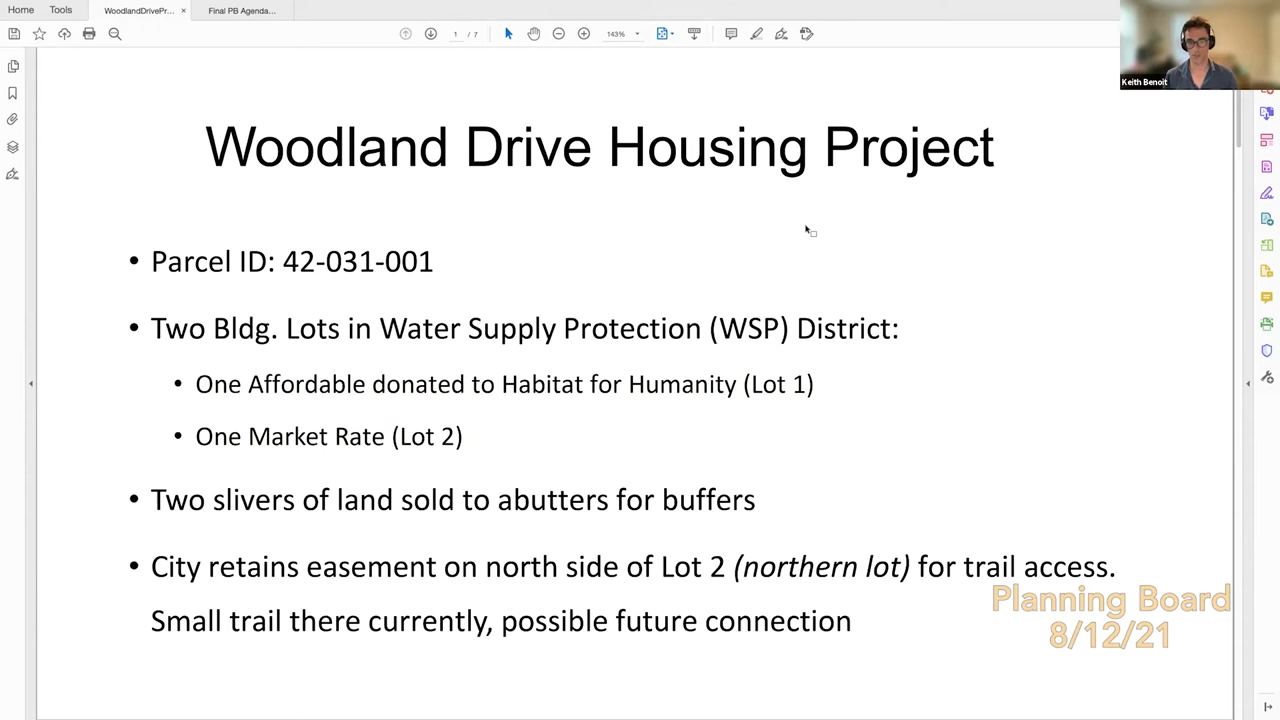 Home Tools WoodlandDrivePr... × Final PB Agenda...
1 / 7 143%
Keith Benoit
Woodland Drive Housing Project
• Parcel ID: 42-031-001
• Two Bldg. Lots in Water Supply Protection (WSP) District:
• One Affordable donated to Habitat for Humanity (Lot 1)
• One Market Rate (Lot 2)
• Two slivers of land sold to abutters for buffers
• City retains easement on north side of Lot 2 (northern lot) for trail access.
Small trail there currently, possible future connection
Planning Board
8/12/21